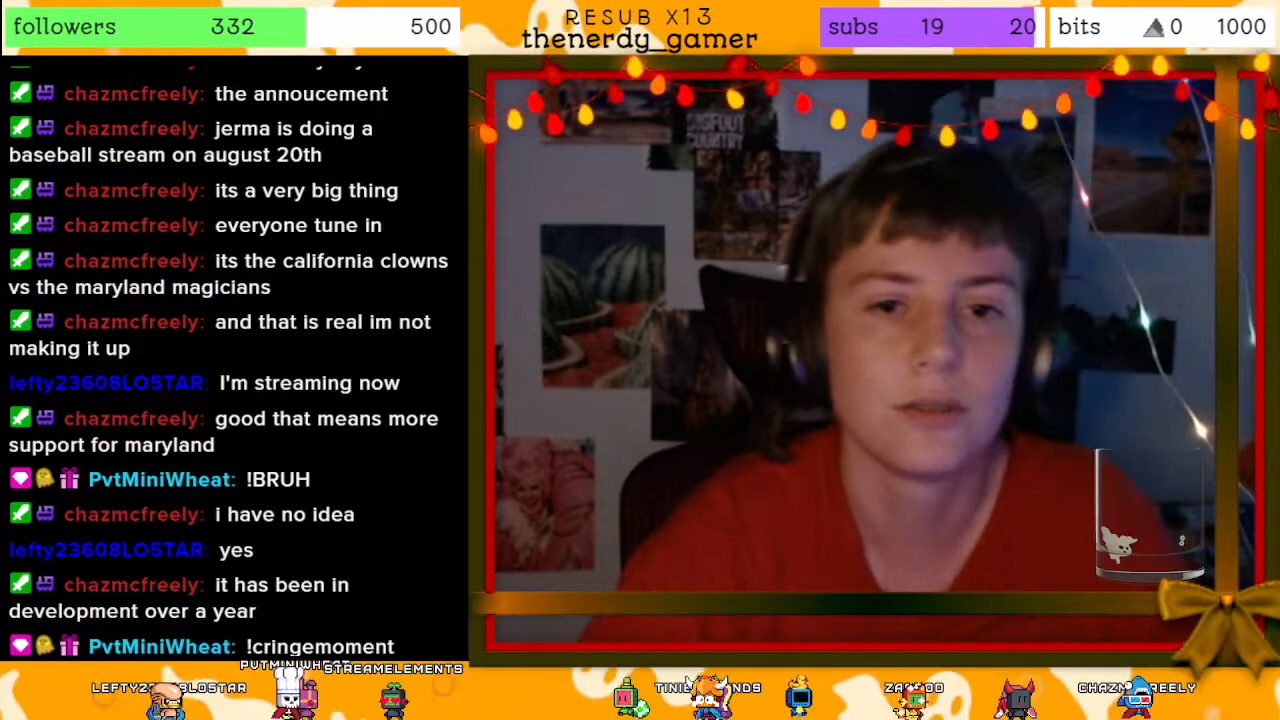 followers 332 500
RESUB X13
thenerdy_gamer
subs 19 20
bits 0 1000
chazmcfreely: the annoucement
chazmcfreely: jerma is doing a
baseball stream on august 20th
chazmcfreely: its a very big thing
chazmcfreely: everyone tune in
chazmcfreely: its the california clowns
vs the maryland magicians
chazmcfreely: and that is real im not
making it up
lefty23608LO5TAR: I'm streaming now
chazmcfreely: good that means more
support for maryland
PvtMiniWheat: !BRUH
chazmcfreely: i have no idea
lefty23608LO5TAR: yes
chazmcfreely: it has been in
development over a year
PvtMiniWheat: !cringemoment
BIGFOOT
COUNTRY
PVTMINIWHEAT
STREAMELEMENTS